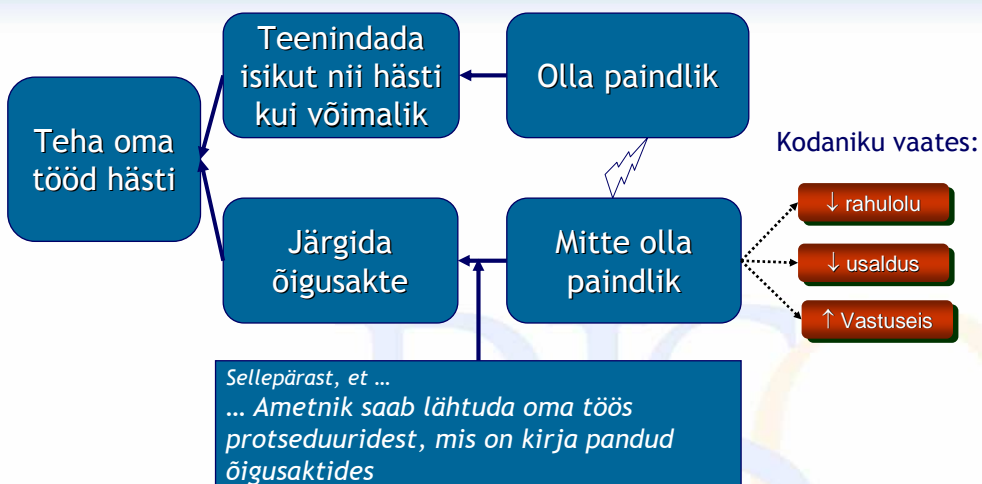 Teenindada
isikut nii hästi
kui võimalik
Olla paindlik
Teha oma
tööd hästi
Kodaniku vaates:
↓ rahulolu
Järgida
õigusakte
Mitte olla
paindlik
↓ usaldus
↑ Vastuseis
Sellepärast, et …
… Ametnik saab lähtuda oma töös
protseduuridest, mis on kirja pandud
õigusaktides